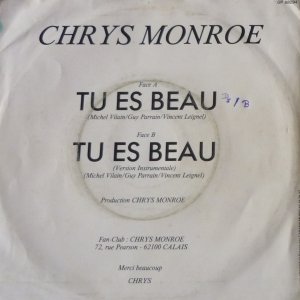 CHRYS MONROE
Face A
TU ES BEAU
(Michel Vilain/Guy Parrain/Vincent Leignel)
Face B
TU ES BEAU
(Version Instrumentale)
(Michel Vilain/Guy Parrain/Vincent Leignel)
Production CHRYS MONROE
Fan-Club : CHRYS MONROE
72, rue Pearson - 62100 CALAIS
Merci beaucoup
CHRYS